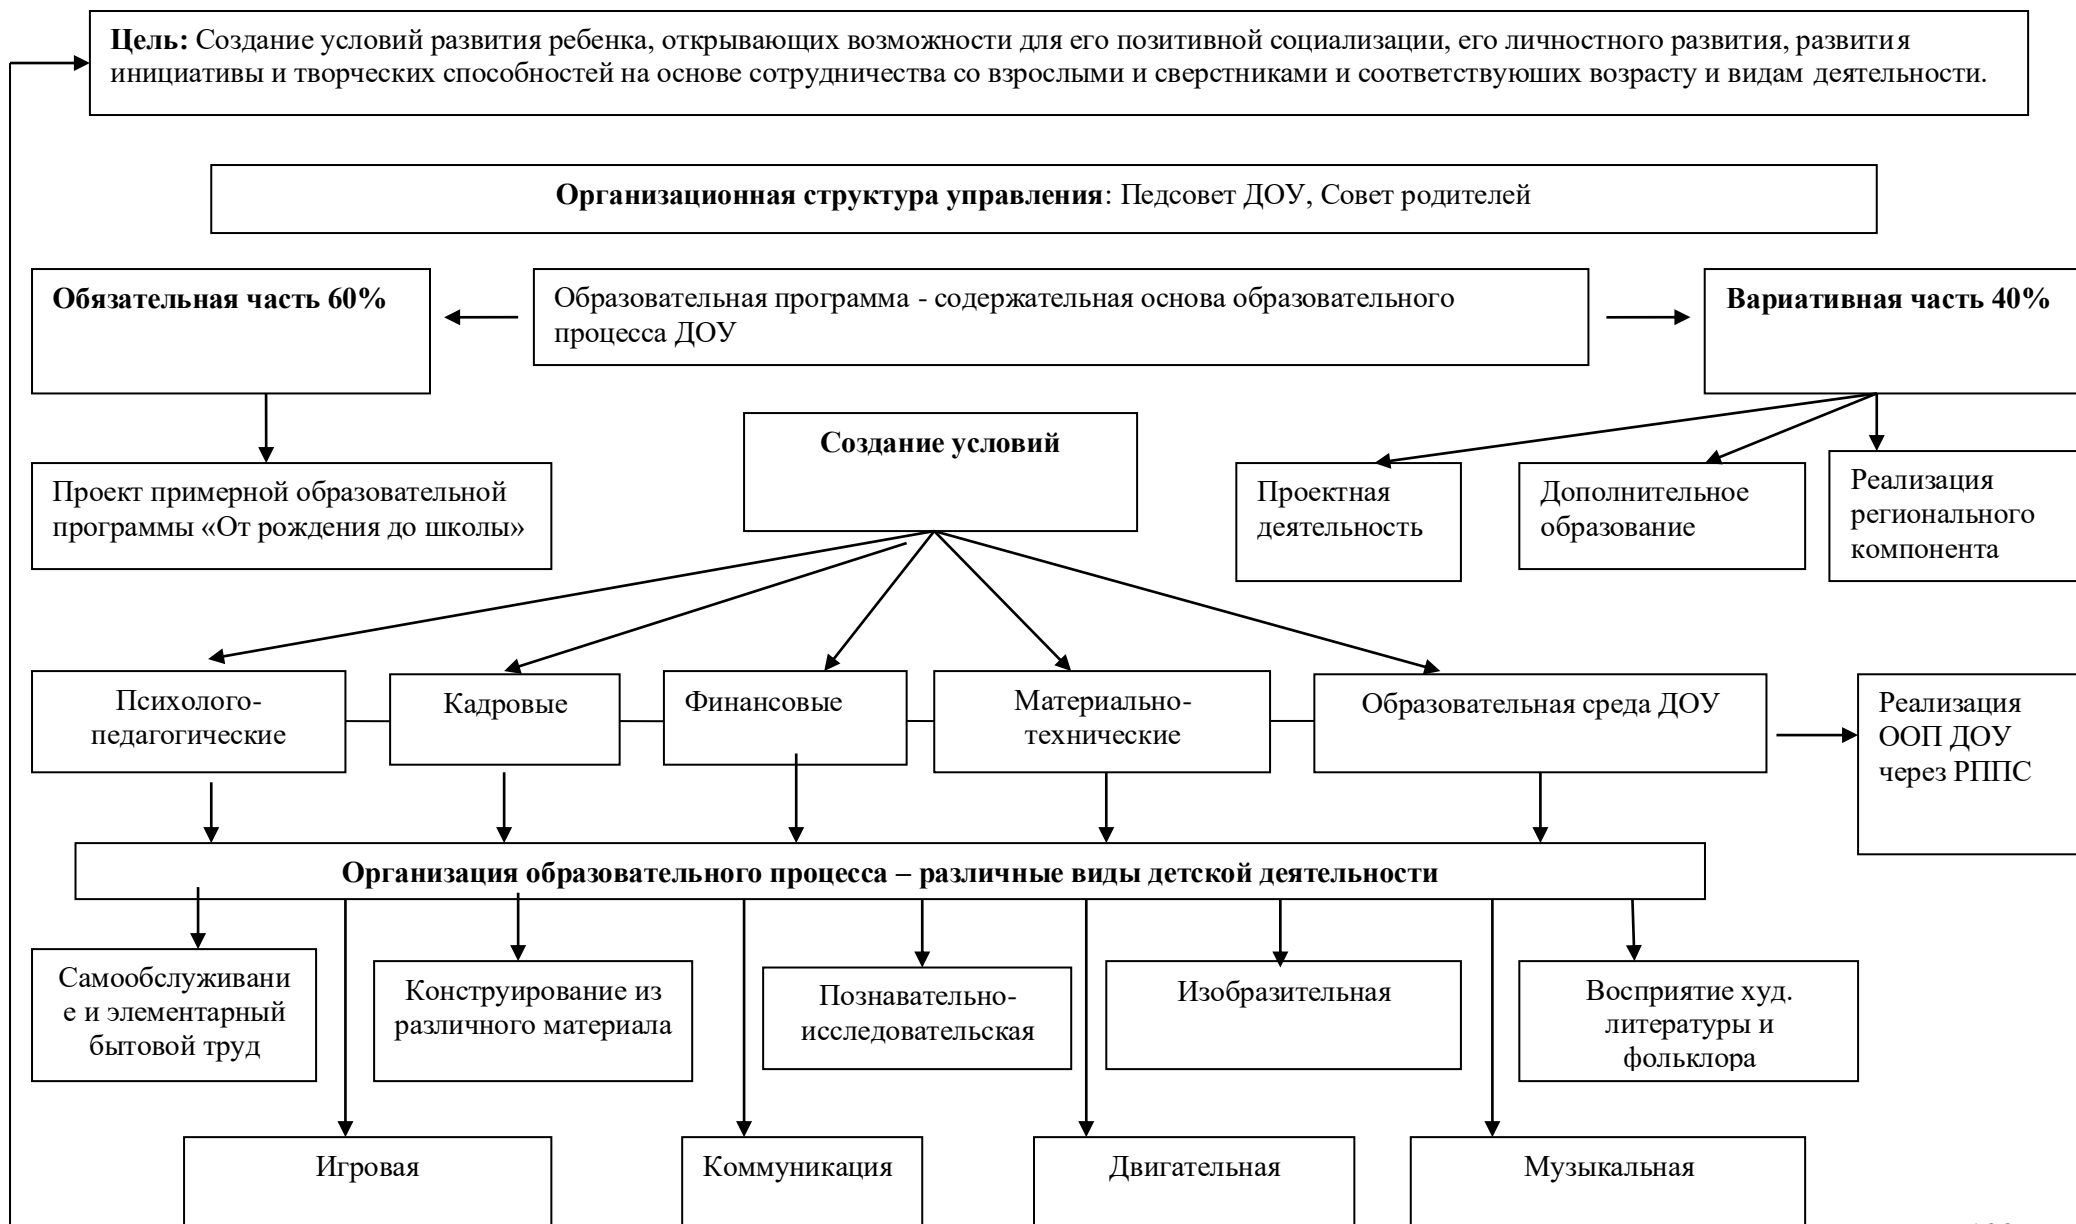 Цель: Создание условий развития ребенка, открывающих возможности для его позитивной социализации, его личностного развития, развития
инициативы и творческих способностей на основе сотрудничества со взрослыми и сверстниками и соответствуюших возрасту и видам деятельности.
Организационная структура управления: Педсовет ДОУ, Совет родителей
Обязательная часть 60%
Образовательная программа - содержательная основа образовательного
процесса ДОУ
Вариативная часть 40%
Создание условий
Проект примерной образовательной
программы «От рождения до школы»
Проектная
деятельность
Дополнительное
образование
Реализация
регионального
компонента
Психолого-
педагогические
Кадровые
Финансовые
Материально-
технические
Образовательная среда ДОУ
Реализация
ООП ДОУ
через РППС
Организация образовательного процесса – различные виды детской деятельности
Самообслуживани
е и элементарный
бытовой труд
Конструирование из
различного материала
Познавательно-
исследовательская
Изобразительная
Восприятие худ.
литературы и
фольклора
Игровая
Коммуникация
Двигательная
Музыкальная